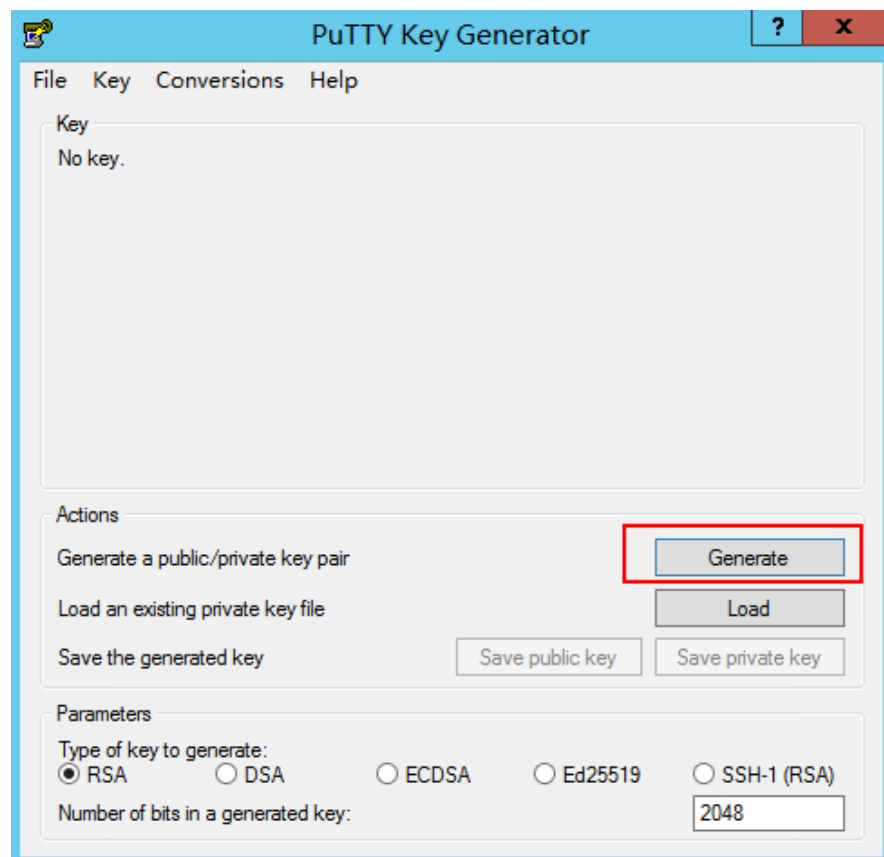 PuTTY Key Generator
? x
File Key Conversions Help
Key
No key.
Actions
Generate a public/private key pair Generate
Load an existing private key file Load
Save the generated key Save public key Save private key
Parameters
Type of key to generate:
RSA DSA ECDSA Ed25519 SSH-1 (RSA)
Number of bits in a generated key: 2048